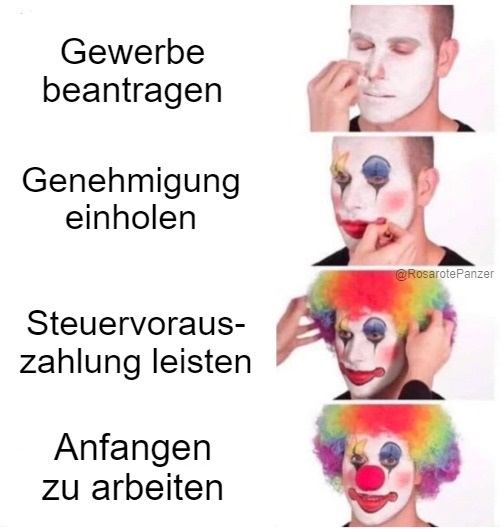 Gewerbe
beantragen
Genehmigung
einholen
@RosarotePanzer
Steuervoraus-
zahlung leisten
Anfangen
zu arbeiten